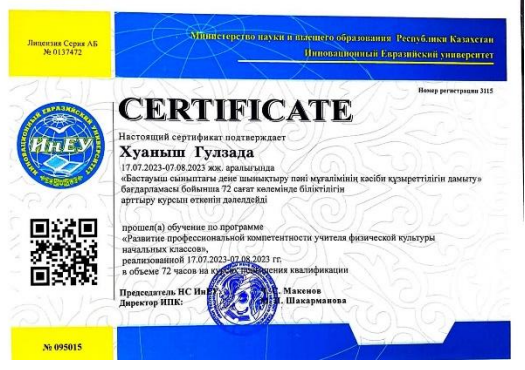 Лицензия Серия АБ
№ 0137472
Министерство науки и высшего образования Республики Казахстан
Инновационный Евразийский университет
Номер регистрации 3115
ИННОВАЦИОННЫЙ ЕВРАЗИЙСКИЙ УНИВЕРСИТЕТ
ИнЕУ
CERTIFICATE
Настоящий сертификат подтверждает
Хуаныш Гулзада
17.07.2023-07.08.2023 жж. аралығында
«Бастауыш сыныптағы дене шынықтыру пәні мұғалімінің кәсіби құзыреттілігін дамыту»
бағдарламасы бойынша 72 сағат көлемінде біліктілігін
арттыру курсын өткенін дәлелдейді
прошел(а) обучение по программе
«Развитие профессиональной компетентности учителя физической культуры
начальных классов»,
реализованной 17.07.2023-07.08.2023 гг.
в объеме 72 часов на курсах повышения квалификации
Председатель НС ИнЕУ: С. Макенов
Директор ИПК: Шакарманова
№ 095015